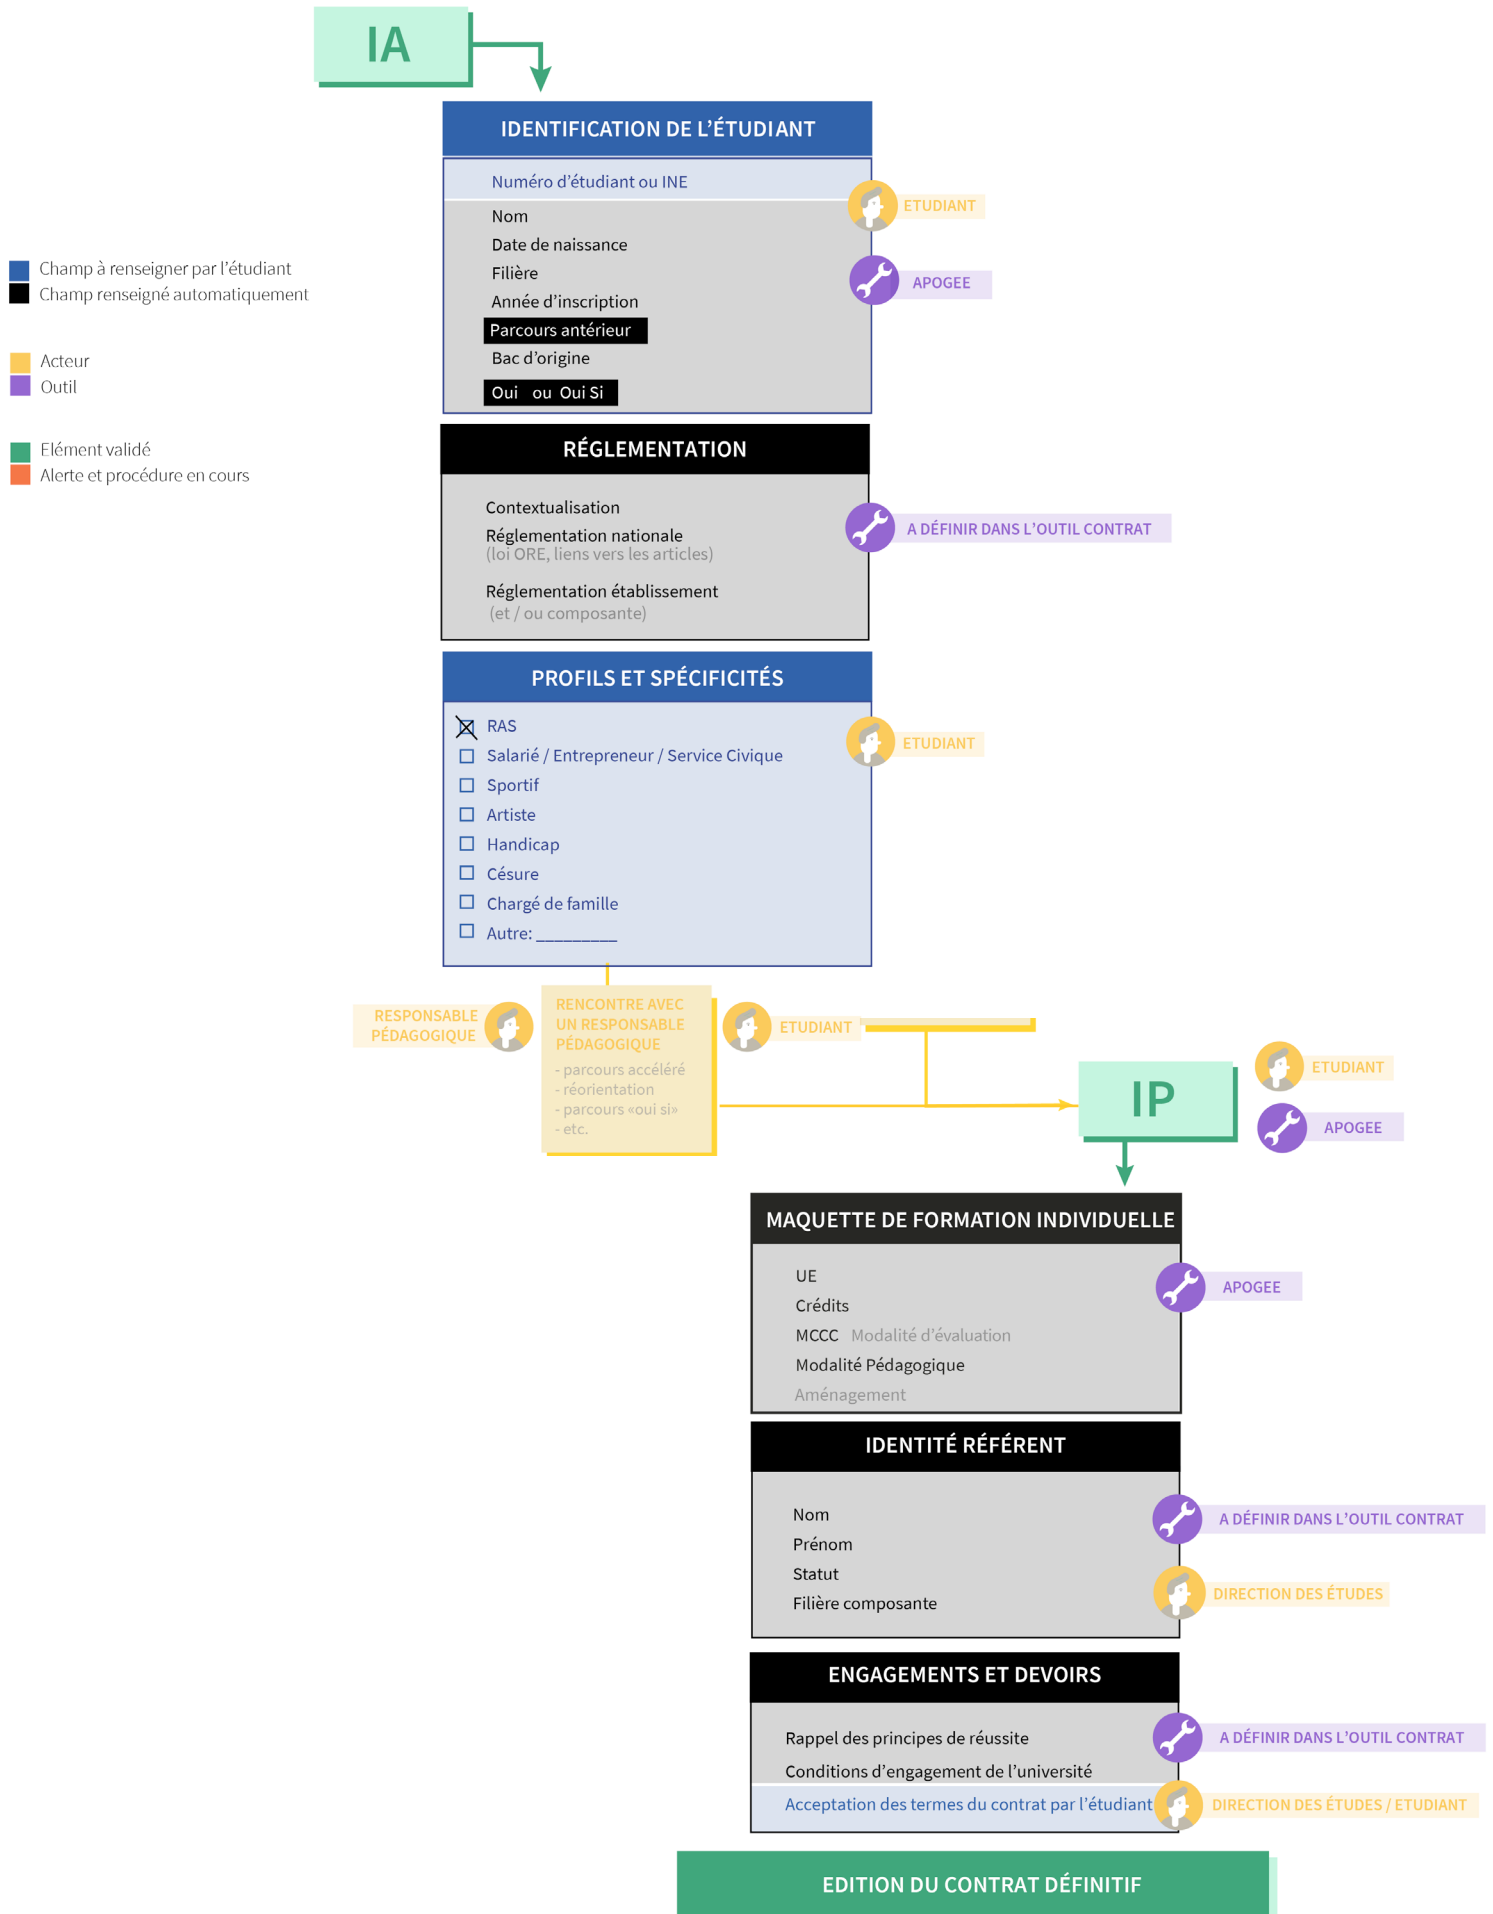 IA
IDENTIFICATION DE L’ÉTUDIANT
Numéro d’étudiant ou INE
Nom
Date de naissance
Filière
Année d’inscription
Parcours antérieur
Bac d’origine
Oui ou Oui Si
ETUDIANT
APOGEE
Champ à renseigner par l’étudiant
Champ renseigné automatiquement
Acteur
Outil
Elément validé
Alerte et procédure en cours
RÉGLEMENTATION
Contextualisation
Réglementation nationale
(loi ORE, liens vers les articles)
Réglementation établissement
(et / ou composante)
A DÉFINIR DANS L’OUTIL CONTRAT
PROFILS ET SPÉCIFICITÉS
RAS
Salarié / Entrepreneur / Service Civique
Sportif
Artiste
Handicap
Césure
Chargé de famille
Autre: _________
ETUDIANT
RESPONSABLE
PÉDAGOGIQUE
RENCONTRE AVEC
UN RESPONSABLE
PÉDAGOGIQUE
- parcours accéléré
- réorientation
- parcours «oui si»
- etc.
ETUDIANT
IP
ETUDIANT
APOGEE
MAQUETTE DE FORMATION INDIVIDUELLE
UE
Crédits
MCCC Modalité d’évaluation
Modalité Pédagogique
Aménagement
APOGEE
IDENTITÉ RÉFÉRENT
Nom
Prénom
Statut
Filière composante
A DÉFINIR DANS L’OUTIL CONTRAT
DIRECTION DES ÉTUDES
ENGAGEMENTS ET DEVOIRS
Rappel des principes de réussite
Conditions d’engagement de l’université
Acceptation des termes du contrat par l’étudiant
A DÉFINIR DANS L’OUTIL CONTRAT
DIRECTION DES ÉTUDES / ETUDIANT
EDITION DU CONTRAT DÉFINITIF